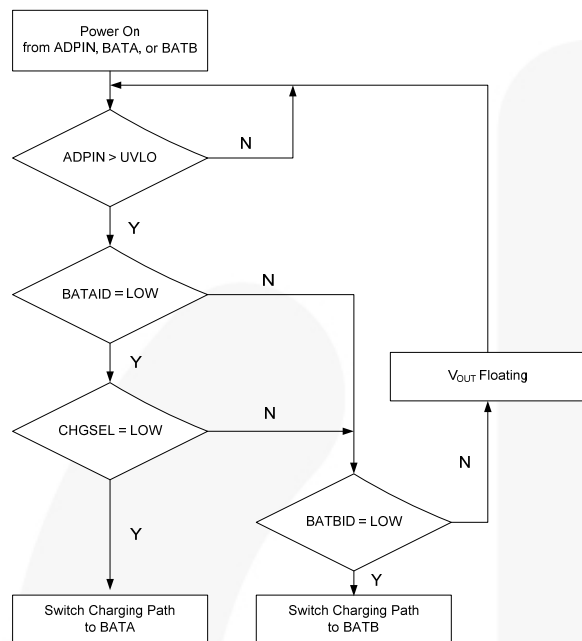 Power On
from ADPIN, BATA, or BATB
ADPIN > UVLO
N
Y
BATAID = LOW
N
Y
CHGSEL = LOW
N
Y
VOUT Floating
N
BATBID = LOW
Y
Switch Charging Path
to BATA
Switch Charging Path
to BATB